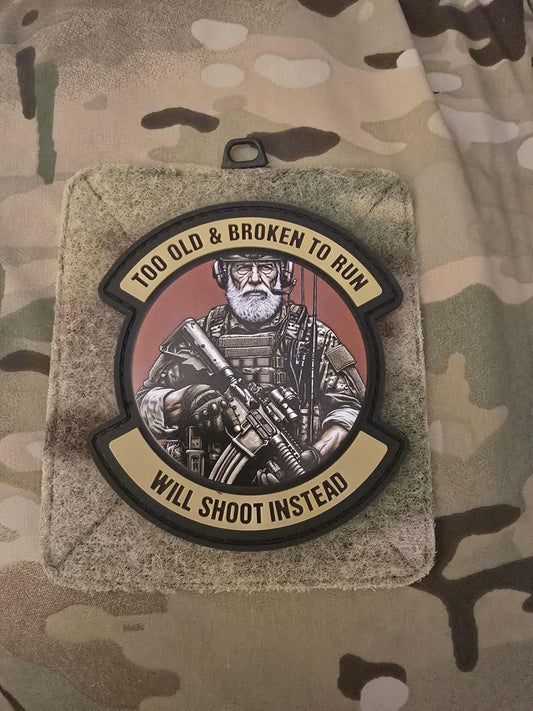 TOO OLD & BROKEN TO RUN
WILL SHOOT INSTEAD